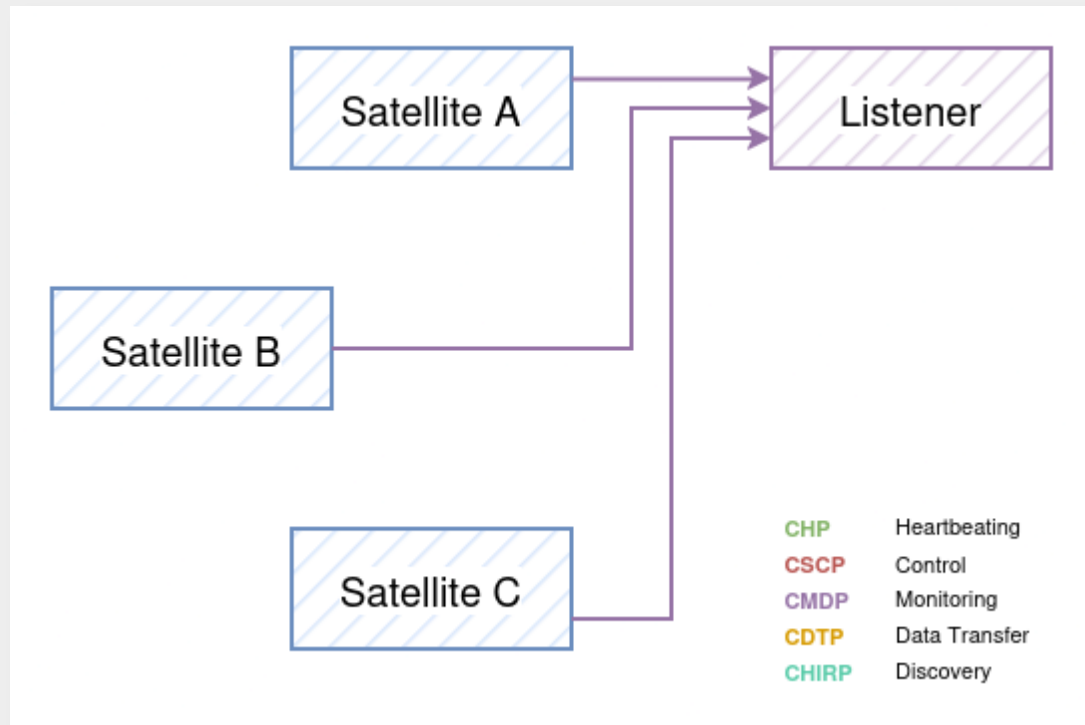 Satellite A
Listener
Satellite B
Satellite C
CHP Heartbeating
CSCP Control
CMDP Monitoring
CDTP Data Transfer
CHIRP Discovery